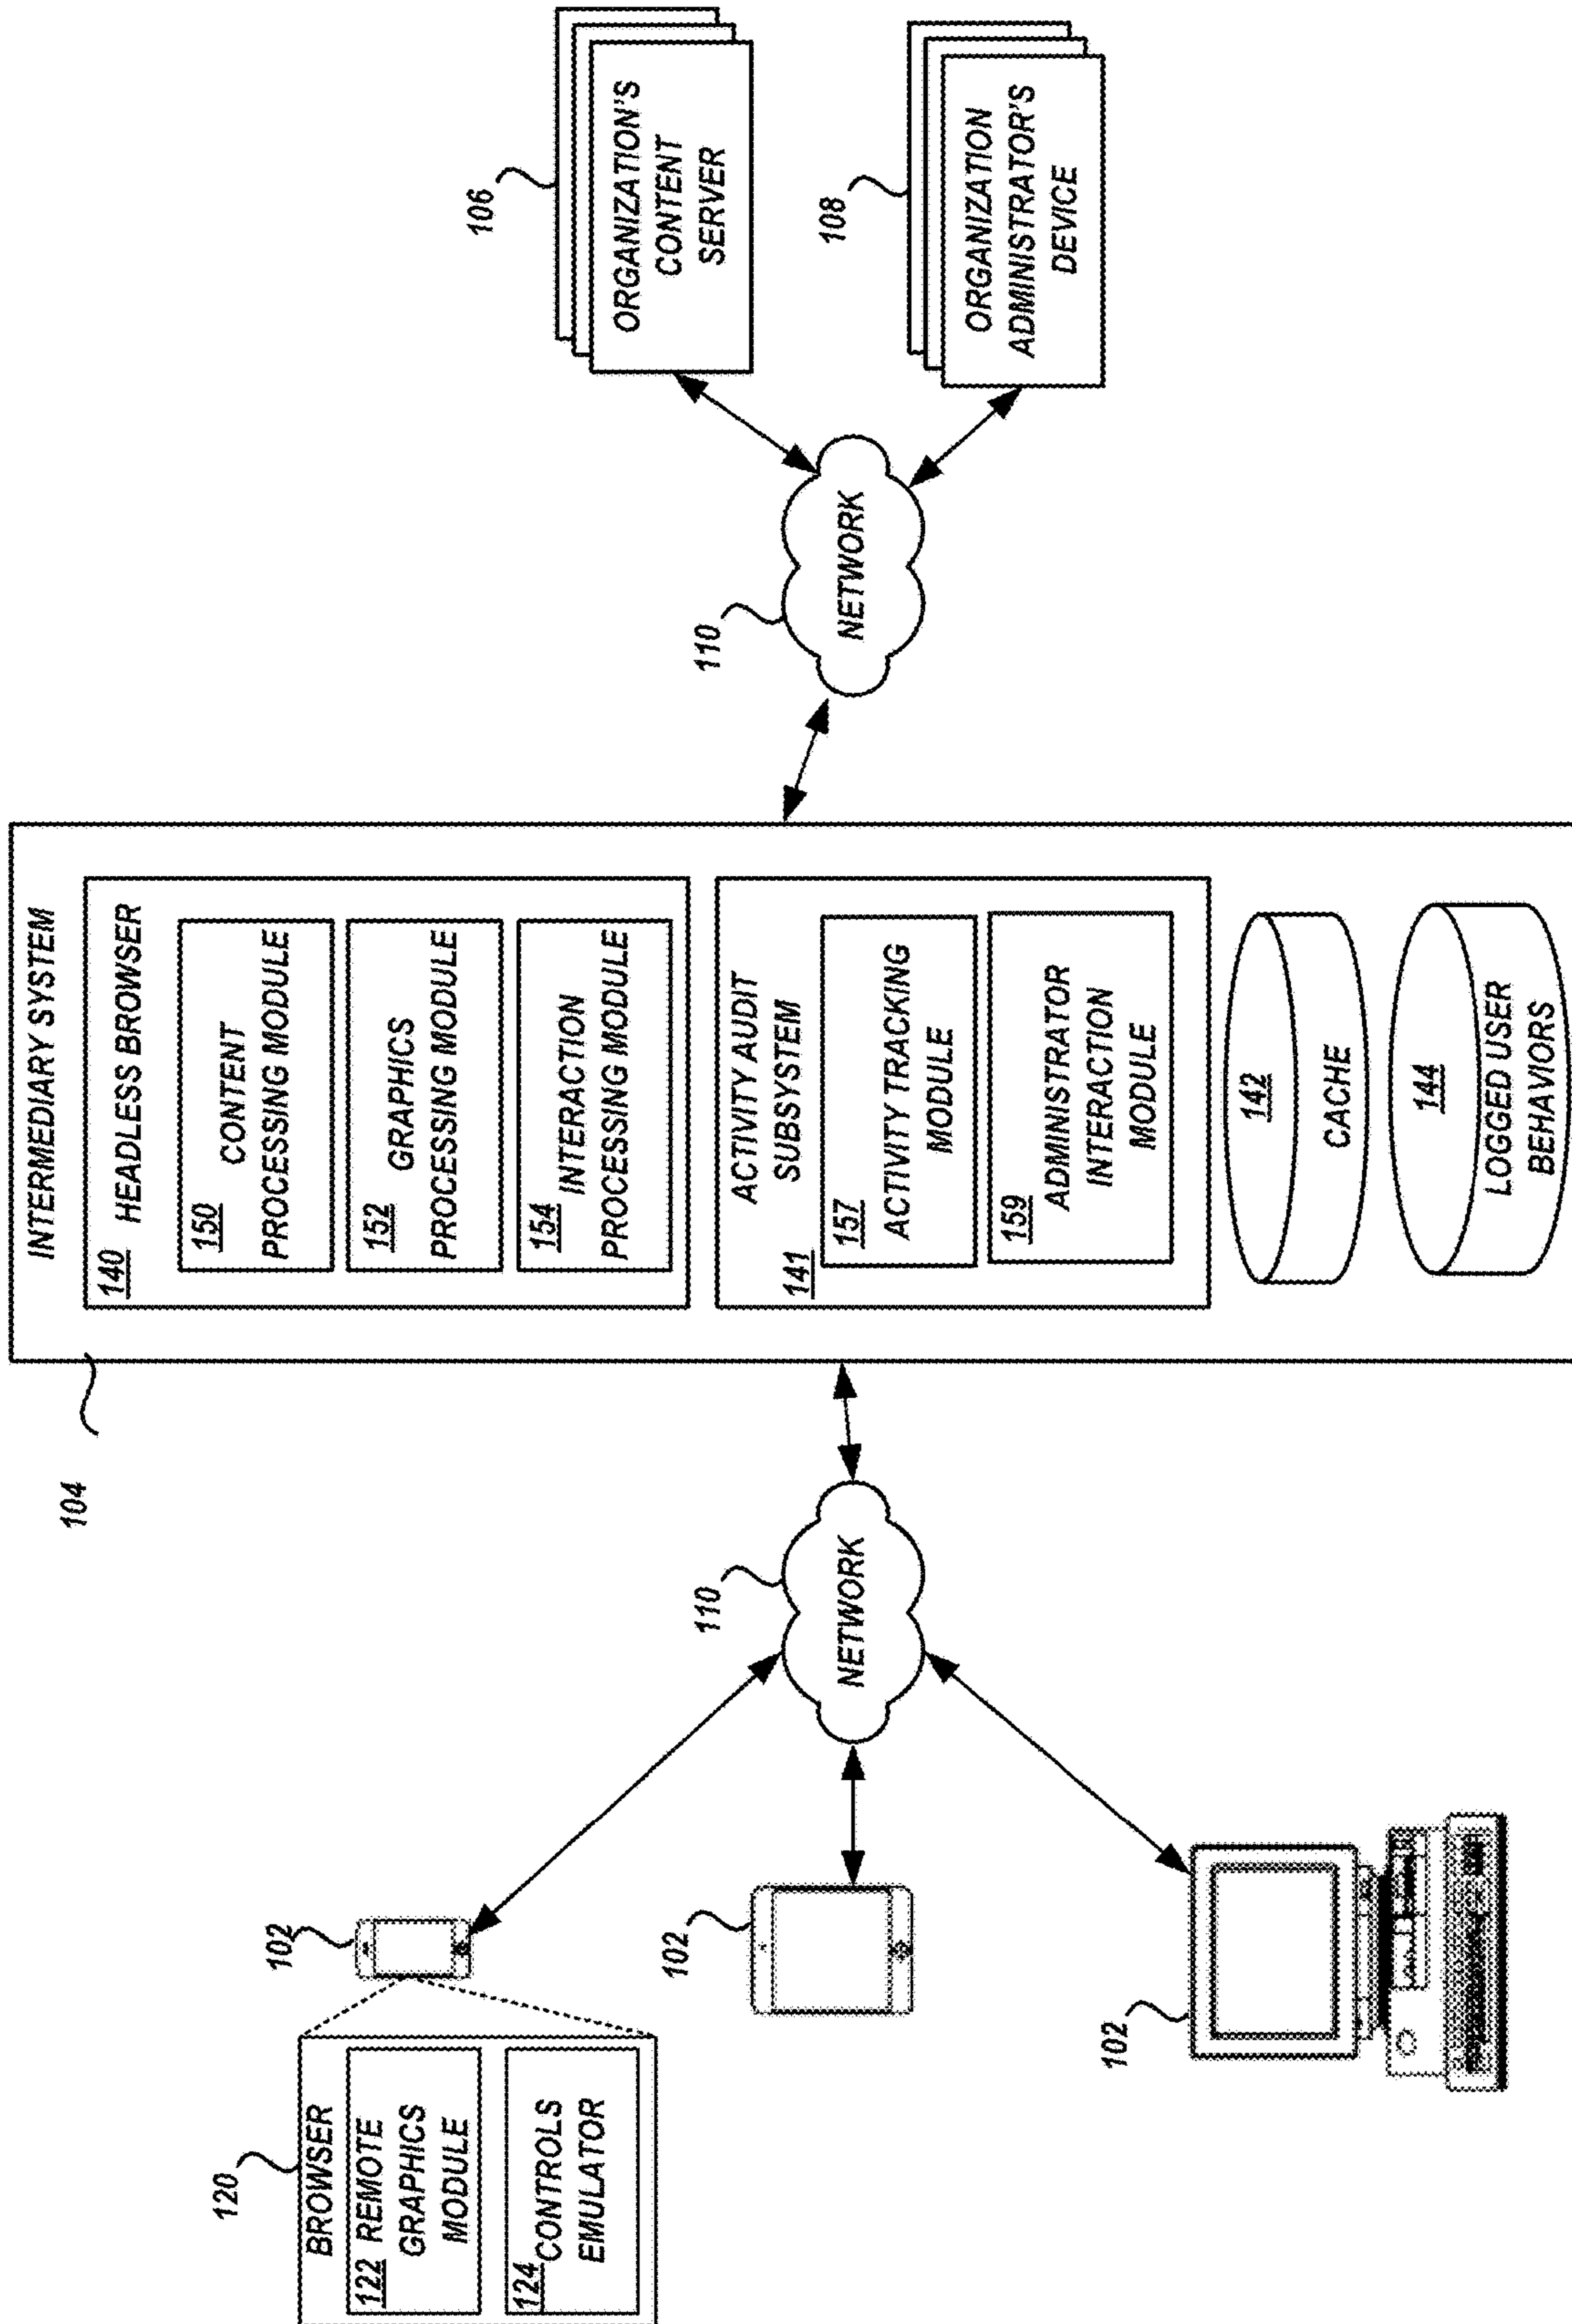 120
BROWSER
122 REMOTE
GRAPHICS
MODULE
124
CONTROLS
EMULATOR
102
102
102
110
NETWORK
104
INTERMEDIARY SYSTEM
140
HEADLESS BROWSER
150
CONTENT
PROCESSING MODULE
152
GRAPHICS
PROCESSING MODULE
154
INTERACTION
PROCESSING MODULE
ACTIVITY AUDIT
SUBSYSTEM
141
157
ACTIVITY TRACKING
MODULE
159
ADMINISTRATOR
INTERACTION
MODULE
142
CACHE
144
LOGGED USER
BEHAVIORS
110
NETWORK
106
ORGANIZATION'S
CONTENT
SERVER
108
ORGANIZATION
ADMINISTRATOR'S
DEVICE